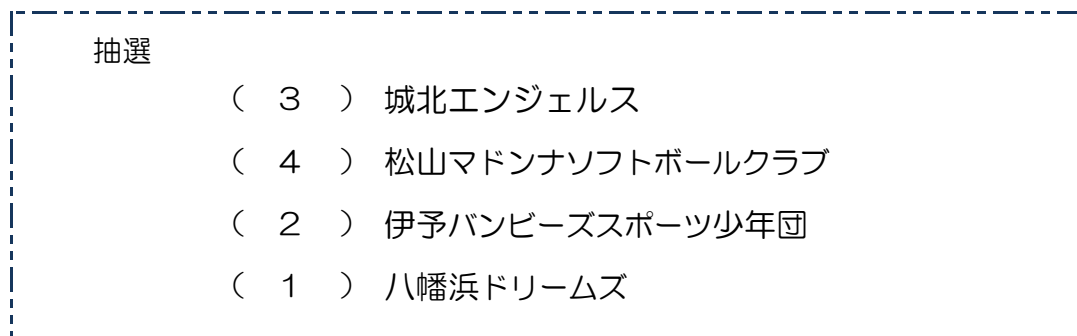 抽選
（　３　） 城北エンジェルス
（　４　） 松山マドンナソフトボールクラブ
（　２　） 伊予バンビーズスポーツ少年団
（　１　） 八幡浜ドリームズ